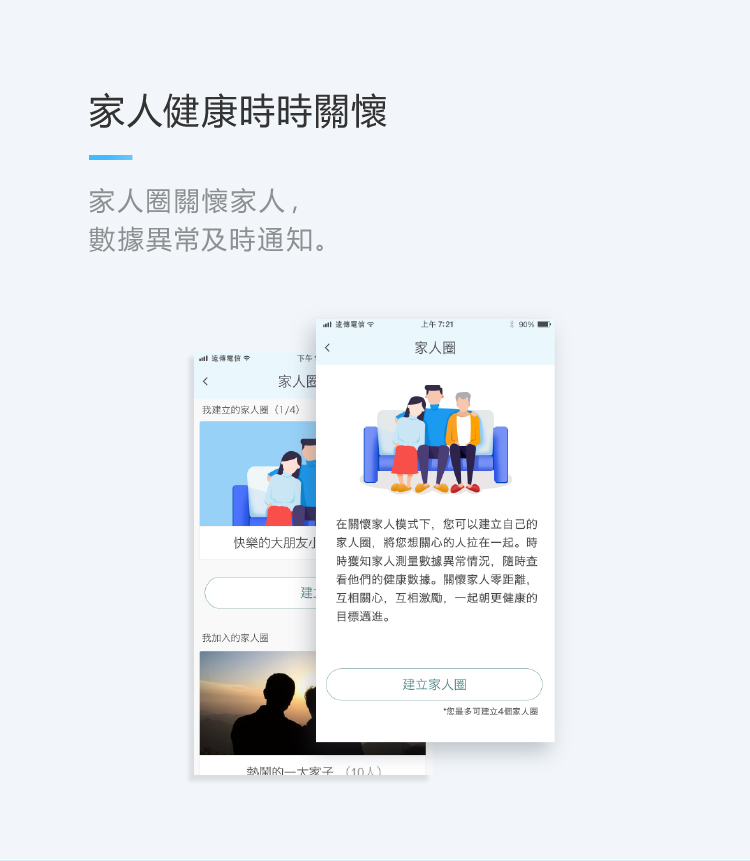 家人健康時時關懷
家人圈關懷家人,
數據異常及時通知。
遠傳電信
下午
家人圈
我建立的家人圈（1/4）
快樂的大朋友小
建
我加入的家人圈
熱鬧的一大家子（10人）
遠傳電信
上午 7:21
90%
家人圈
在關懷家人模式下，您可以建立自己的
家人圈，將您想關心的人拉在一起。時
時獲知家人測量數據異常情況，隨時查
看他們的健康數據。關懷家人零距離，
互相關心，互相激勵，一起朝更健康的
目標邁進。
建立家人圈
*您最多可建立4個家人圈